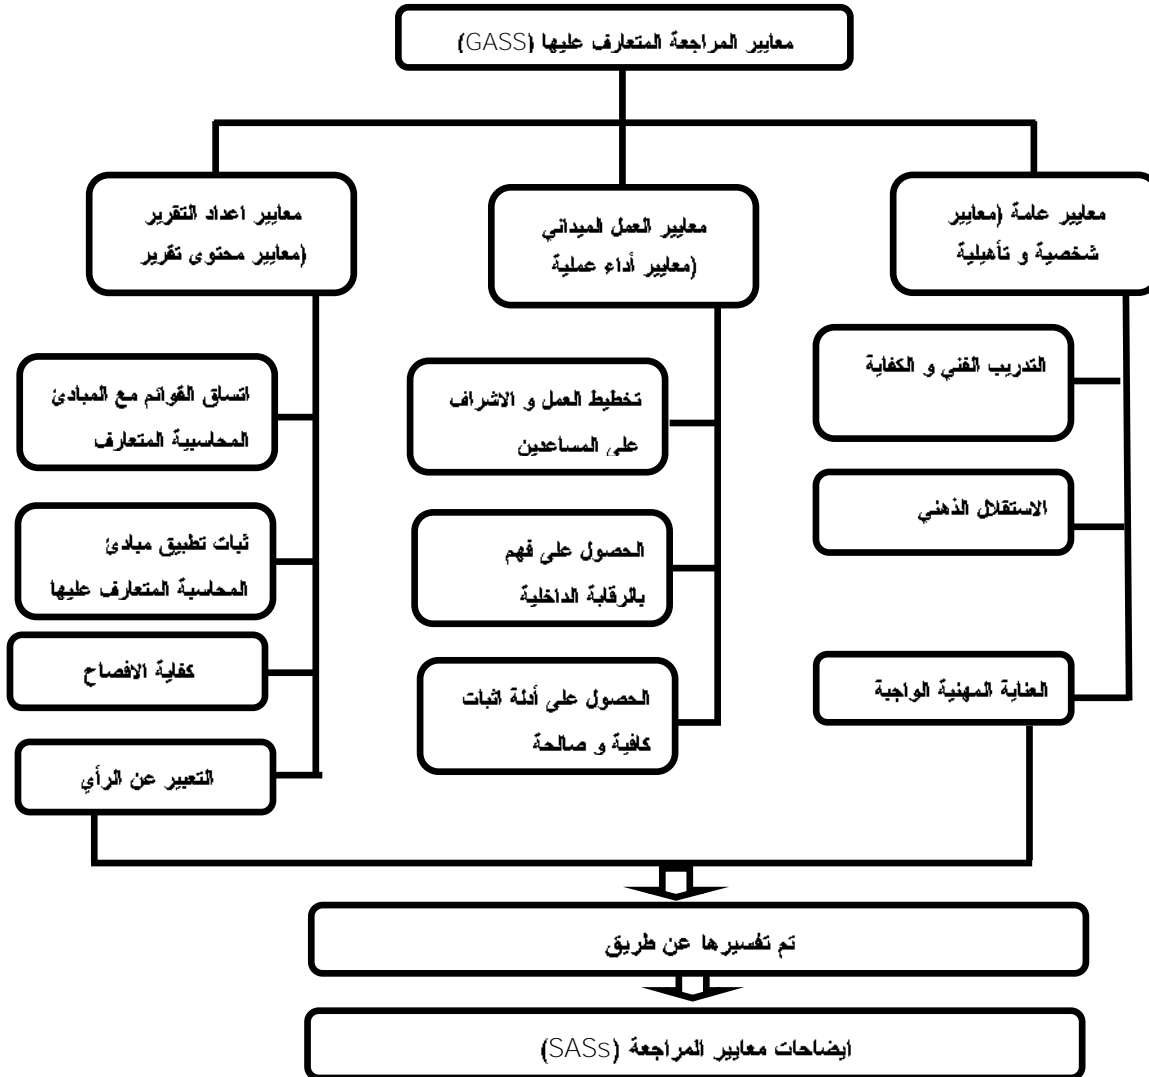 معايير المراجعة المتعارف عليها (GASS)
معايير عامة (معايير
شخصية و تأهيلية
معايير العمل الميداني
(معايير أداء عملية
معايير اعداد التقرير
(معايير محتوى تقرير
التدريب الفني و الكفاية
الاستقلال الذهني
العناية المهنية الواجبة
تخطيط العمل و الاشراف
على المساعدين
الحصول على فهم
بالرقابة الداخلية
الحصول على أدلة اثبات
كافية و صالحة
اتساق القوائم مع المبادئ
المحاسبية المتعارف
ثبات تطبيق مبادئ
المحاسبة المتعارف عليها
كفاية الافصاح
التعبير عن الرأي
تم تفسيرها عن طريق
ايضاحات معايير المراجعة (SASs)